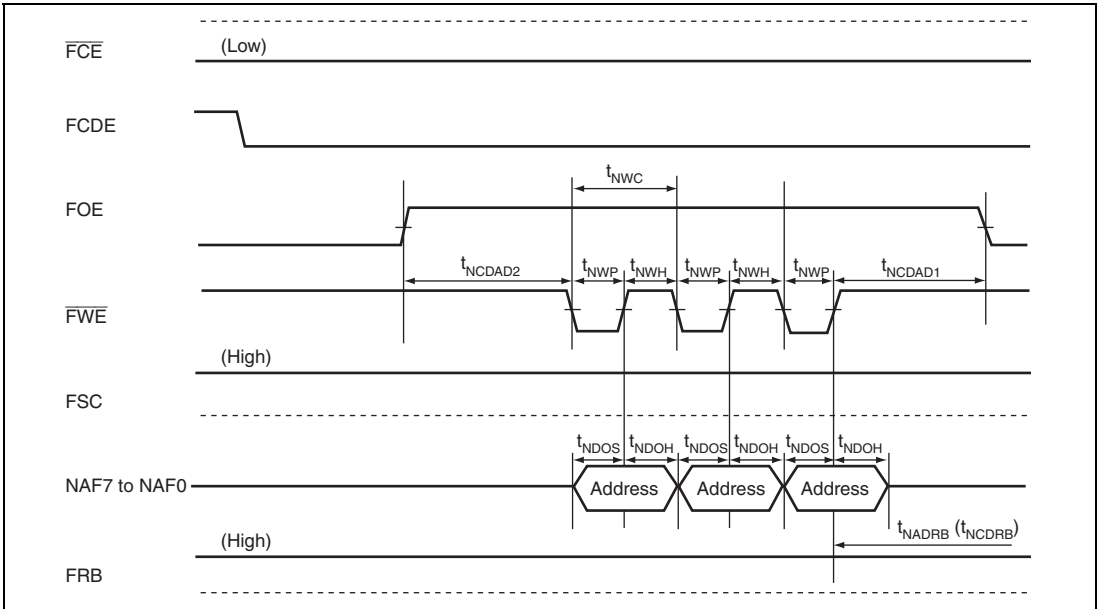 FCE (Low)
FCDE
tNWC
FOE
tNCDAD2 tNWP tNWH tNWP tNWH tNWP tNCDAD1
FWE
(High)
FSC
tNDOS tNDOH tNDOS tNDOH tNDOS tNDOH
NAF7 to NAF0 Address Address Address
tNADRB (tNCDRB)
(High)
FRB